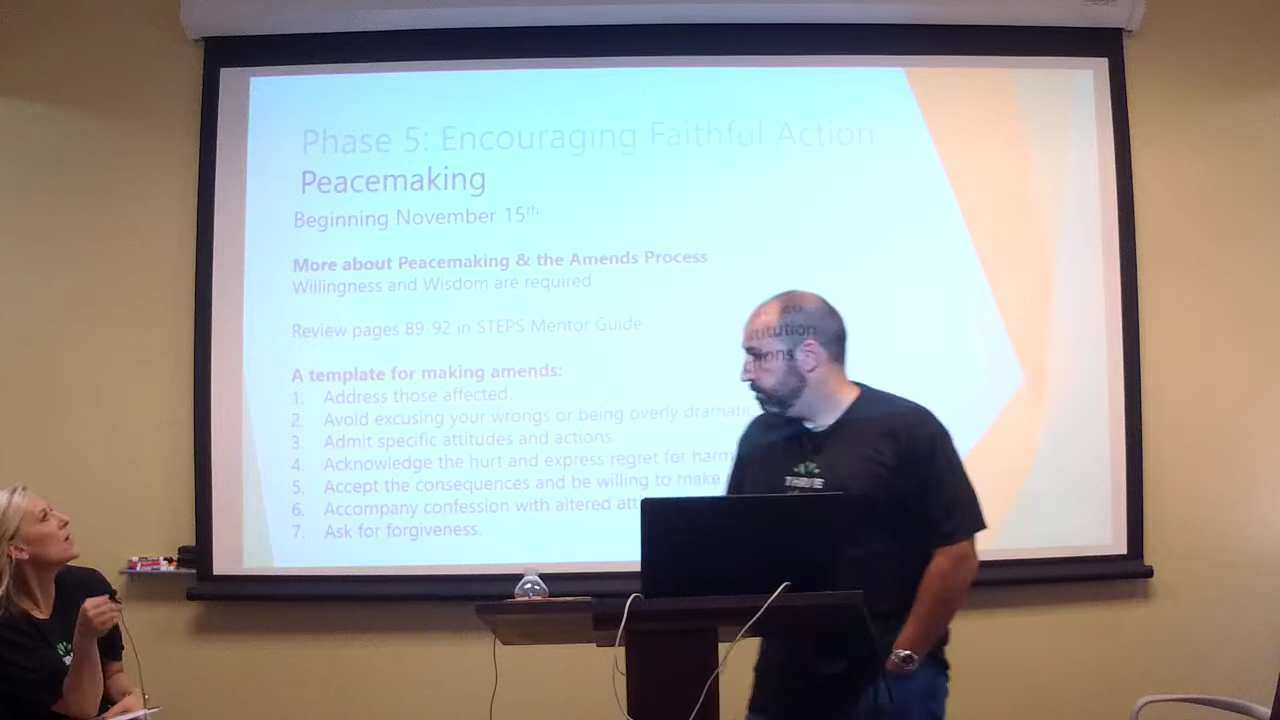 Phase 5: Encouraging Faithful Action
Peacemaking
Beginning November 15th
More about Peacemaking & the Amends Process
Willingness and Wisdom are required
Review pages 89-92 in STEPS Mentor Guide
A template for making amends:
1. Address those affected.
2. Avoid excusing your wrongs or being overly dramatic
3. Admit specific attitudes and actions.
4. Acknowledge the hurt and express regret for harm
5. Accept the consequences and be willing to make
6. Accompany confession with altered
7. Ask for forgiveness.